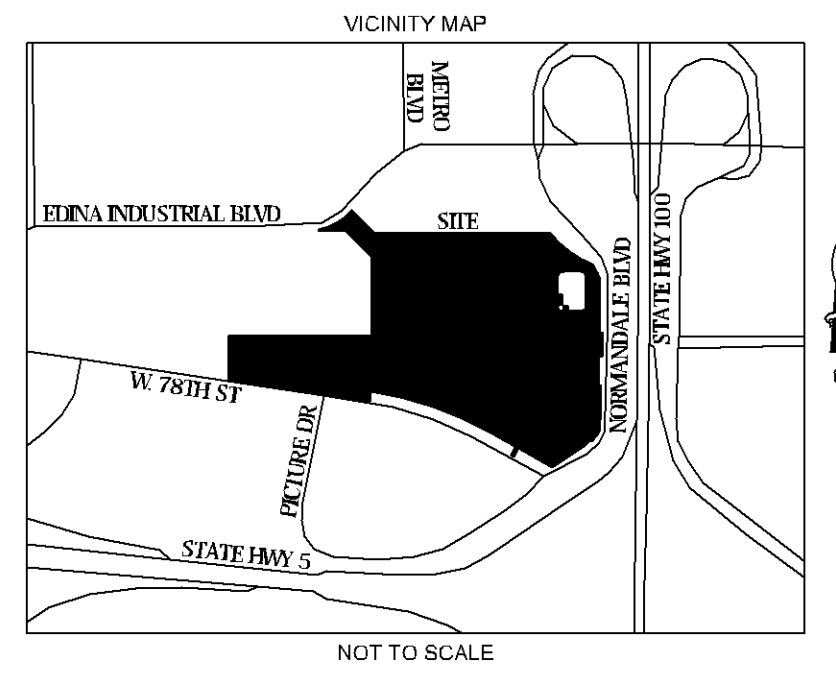 VICINITY MAP
METRO
BLVD
EDINA INDUSTRIAL BLVD
SITE
NORMANDALE BLVD
STATE HWY 100
W. 78TH ST
PICTURE DR
STATE HWY 5
NOT TO SCALE